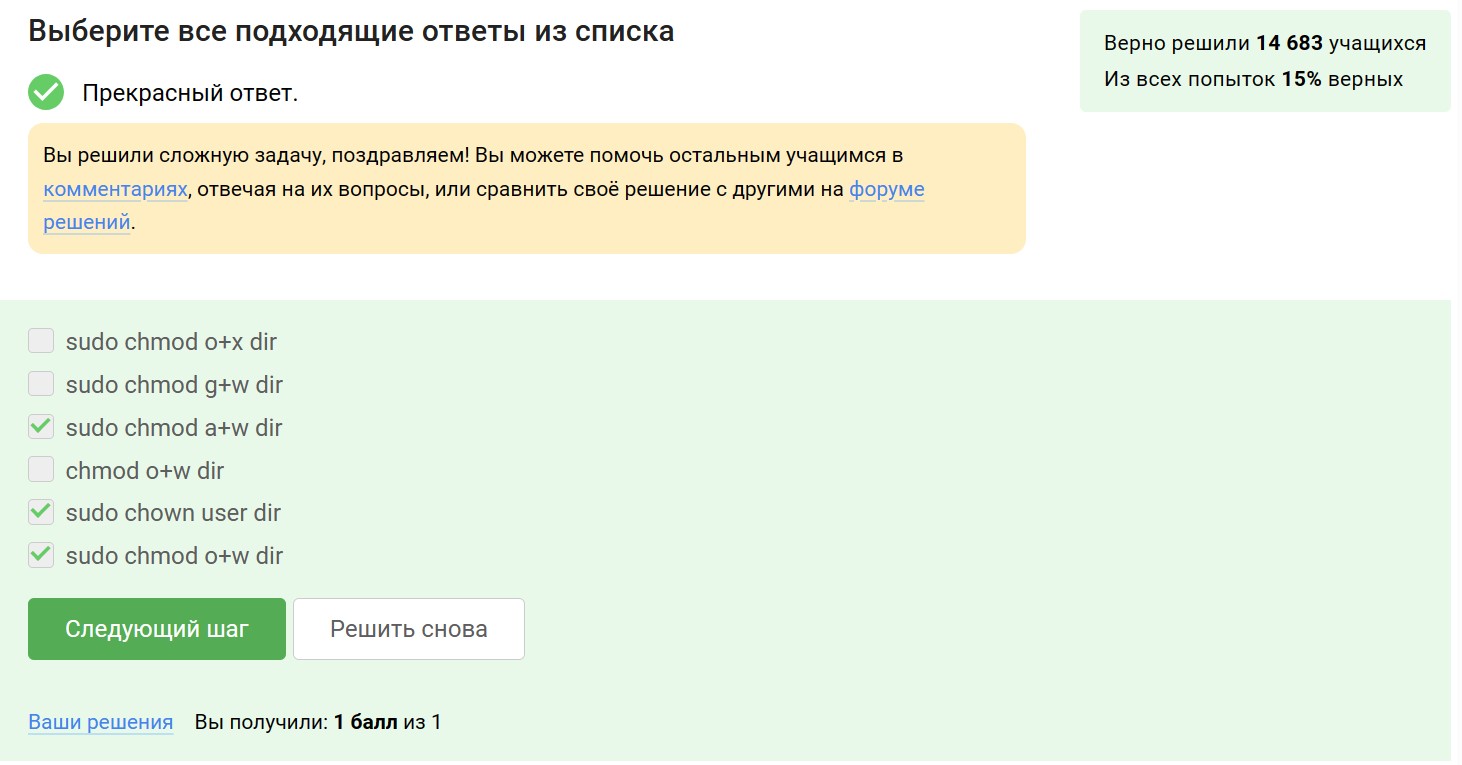 Выберите все подходящие ответы из списка
Верно решили 14 683 учащихся
Из всех попыток 15% верных
Прекрасный ответ.
Вы решили сложную задачу, поздравляем! Вы можете помочь остальным учащимся в
комментариях, отвечая на их вопросы, или сравнить своё решение с другими на форуме
решений.
sudo chmod o+x dir
sudo chmod g+w dir
sudo chmod a+w dir
chmod o+w dir
sudo chown user dir
sudo chmod o+w dir
Следующий шаг
Решить снова
Ваши решения Вы получили: 1 балл из 1